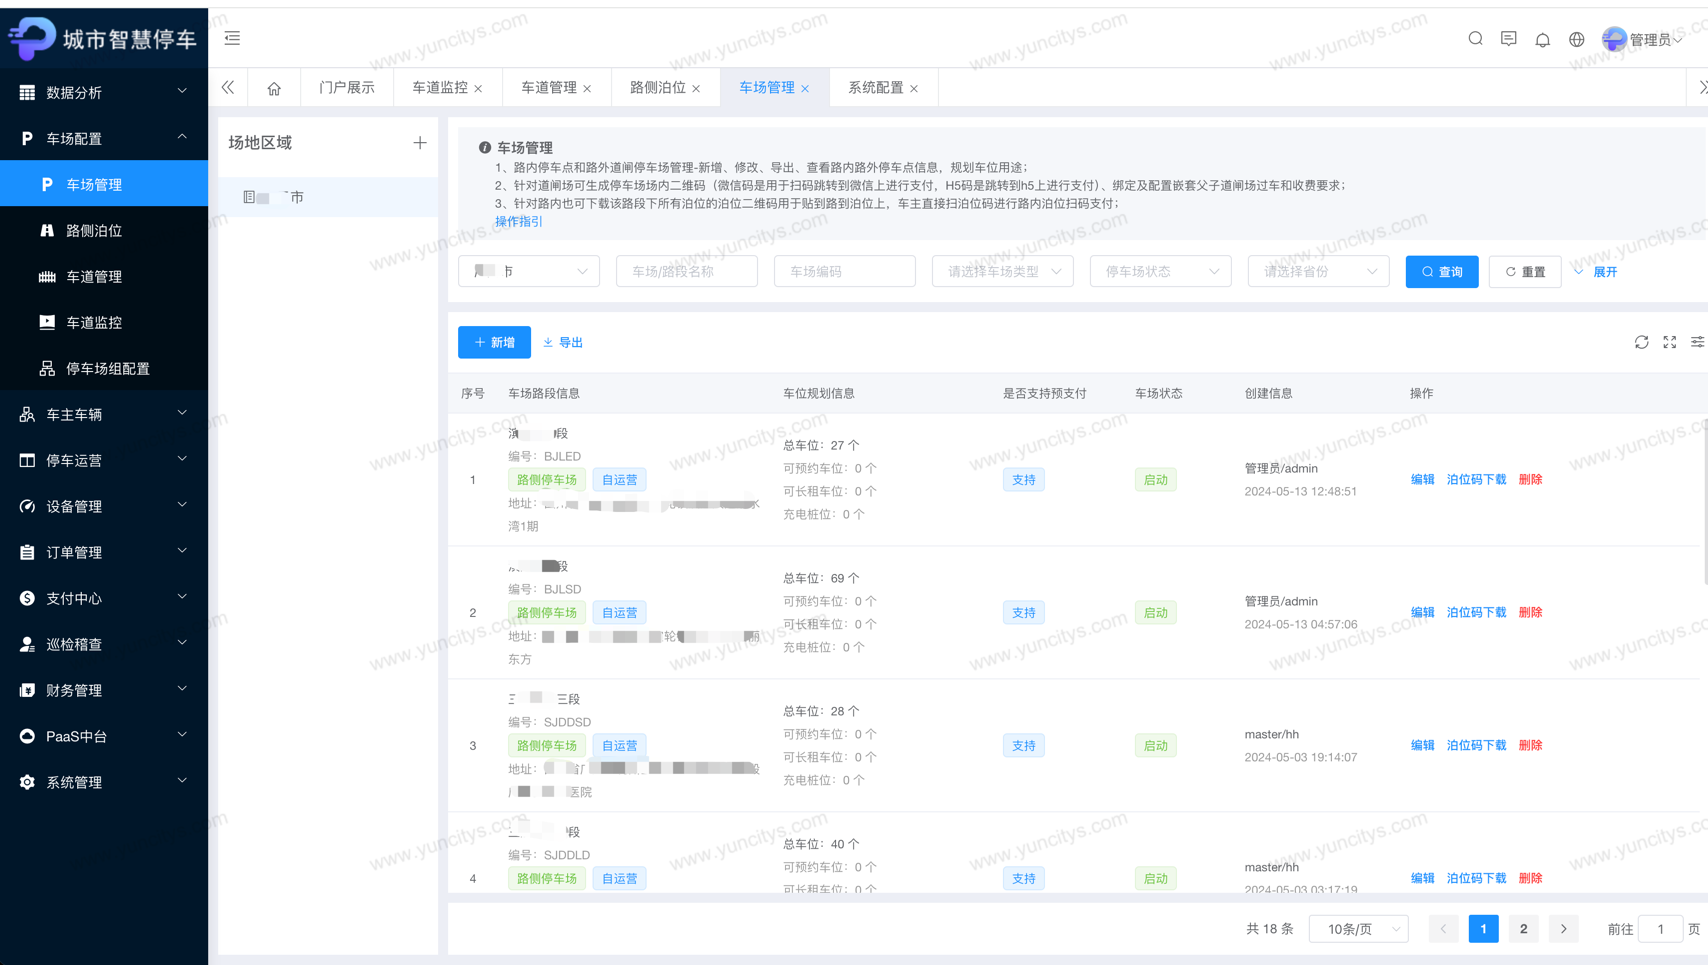 城市智慧停车
管理员
数据分析
车场配置
车场管理
路侧泊位
车道管理
车道监控
停车场组配置
车主车辆
停车运营
设备管理
订单管理
支付中心
巡检稽查
财务管理
PaaS中台
系统管理
门户展示
车道监控 ×
车道管理 ×
路侧泊位 ×
车场管理 ×
系统配置 ×
场地区域
市
车场管理
1、路内停车点和路外道闸停车场管理-新增、修改、导出、查看路内路外停车点信息，规划车位用途；
2、针对道闸场可生成停车场场内二维码（微信码是用于扫码跳转到微信上进行支付，H5码是跳转到h5上进行支付）、绑定及配置嵌套父子道闸场过车和收费要求；
3、针对路内也可下载该路段下所有泊位的泊位二维码用于贴到路到泊位上，车主直接扫泊位码进行路内泊位扫码支付；
操作指引
市
车场/路段名称
车场编码
请选择车场类型
停车场状态
请选择省份
查询
重置
展开
新增
导出
序号 车场路段信息 车位规划信息 是否支持预支付 车场状态 创建信息 操作
1
段
编号：BJLED
路侧停车场 自运营
地址：
湾1期
总车位：27 个
可预约车位：0 个
可长租车位：0 个
充电桩位：0 个
支持
启动
管理员/admin
2024-05-13 12:48:51
编辑 泊位码下载 删除
2
段
编号：BJLSD
路侧停车场 自运营
地址：
东方
总车位：69 个
可预约车位：0 个
可长租车位：0 个
充电桩位：0 个
支持
启动
管理员/admin
2024-05-13 04:57:06
编辑 泊位码下载 删除
3
三段
编号：SJDDSD
路侧停车场 自运营
地址：
医院
总车位：28 个
可预约车位：0 个
可长租车位：0 个
充电桩位：0 个
支持
启动
master/hh
2024-05-03 19:14:07
编辑 泊位码下载 删除
4
段
编号：SJDDLD
路侧停车场 自运营
总车位：40 个
可预约车位：0 个
可长租车位：0 个
支持
启动
master/hh
2024-05-03 03:17:19
编辑 泊位码下载 删除
共 18 条
10条/页
1
2
前往 1 页
www.yuncitys.com